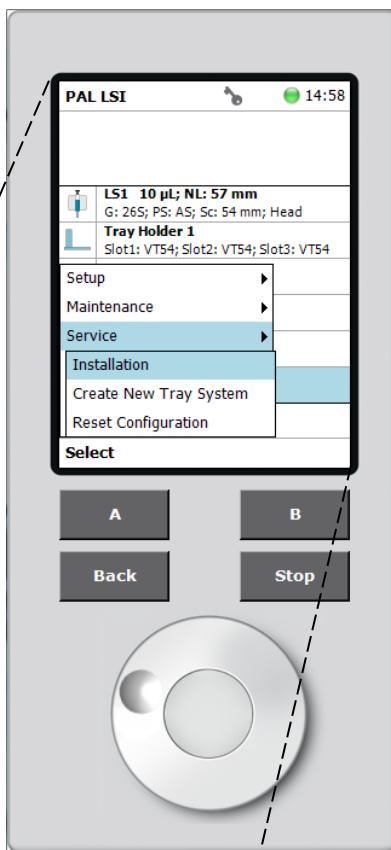 PAL LSI 14:58
LS1 10 µL; NL: 57 mm
G: 26S; PS: AS; Sc: 54 mm; Head
Tray Holder 1
Slot1: VT54; Slot2: VT54; Slot3: VT54
Setup
Maintenance
Service
Installation
Create New Tray System
Reset Configuration
Select
A B
Back Stop